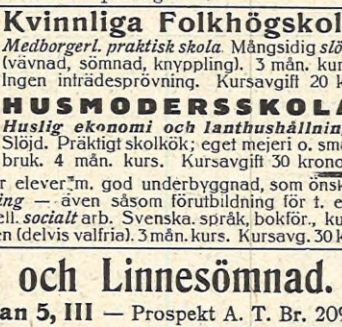 Kvinnliga Folkhögskol
Medborgerl. praktisk skola. Mångsidig slö
(vävnad, sömnad, knyppling). 3 mån. kur
Ingen inträdesprövning. Kursavgift 20 k
HUSMODERSSKOLA
Huslig ekonomi och lanthushållnin
Slöjd. Präktigt skolkök; eget mejeri o. små
bruk. 4 mån. kurs. Kursavgift 30 krono
r elever m. god underbyggnad, som önsk
ing — även såsom förutbildning för t. e
ell. socialt arb. Svenska språk, bokför., ku
en (delvis valfria). 3 mån. kurs. Kursavg. 30 k
och Linnesömnad.
an 5, III — Prospekt A. T. Br. 209